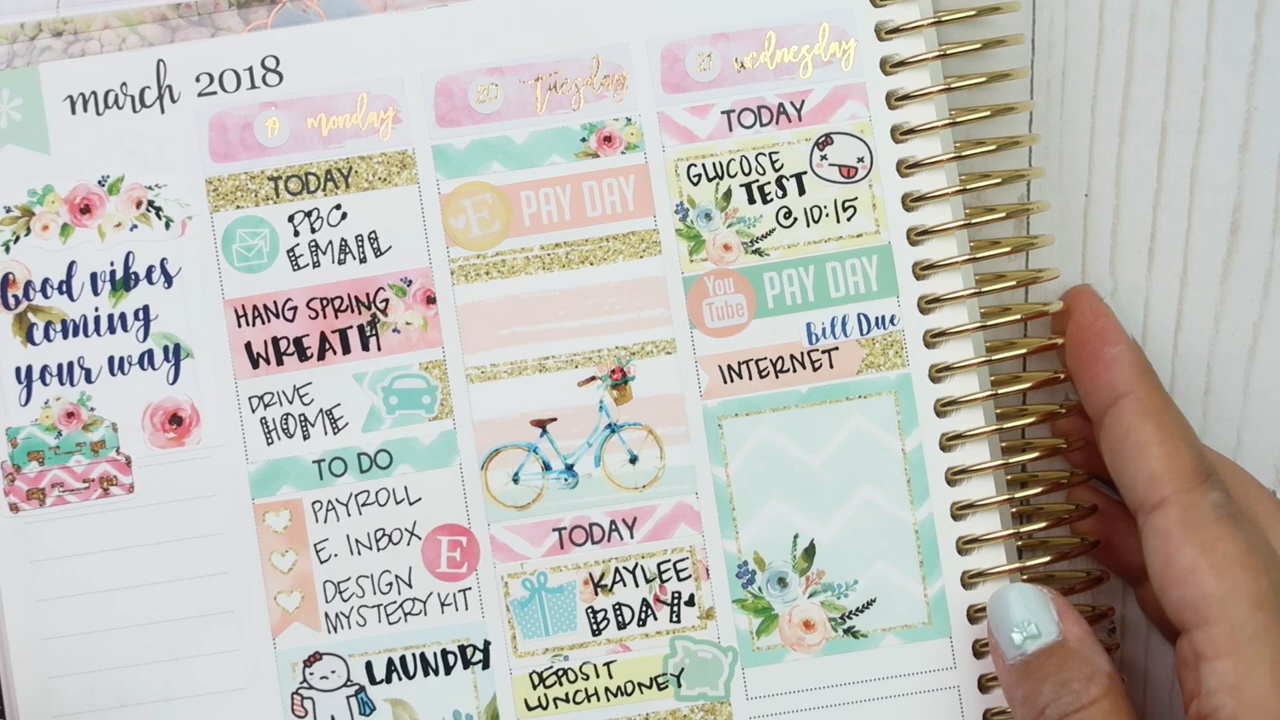 march 2018
Good vibes
coming
your way
19 monday
TODAY
PBC
EMAIL
HANG SPRING
WREATH
DRIVE
HOME
TO DO
PAYROLL
E. INBOX
E
DESIGN
MYSTERY KIT
LAUNDRY
20 Tuesday
E PAY DAY
TODAY
KAYLEE
BDAY
DEPOSIT
LUNCH MONEY
21 wednesday
TODAY
GLUCOSE
TEST
@ 10:15
You
Tube
PAY DAY
Bill Due
INTERNET